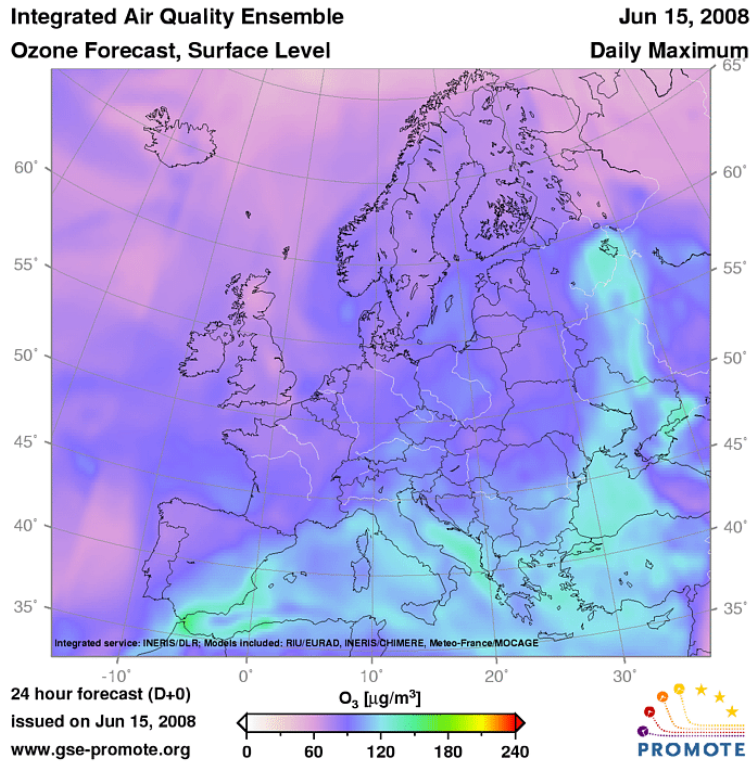 Integrated Air Quality Ensemble
Jun 15, 2008
Ozone Forecast, Surface Level
Daily Maximum
65°
60°
60°
55°
55°
50°
50°
45°
45°
40°
40°
35°
35°
Integrated service: INERIS/DLR; Models included: RIU/EURAD, INERIS/CHIMERE, Meteo-France/MOCAGE
-10° 0° 10° 20° 30°
24 hour forecast (D+0)
O₃ [μg/m³]
issued on Jun 15, 2008
www.gse-promote.org
0 60 120 180 240
PROMOTE